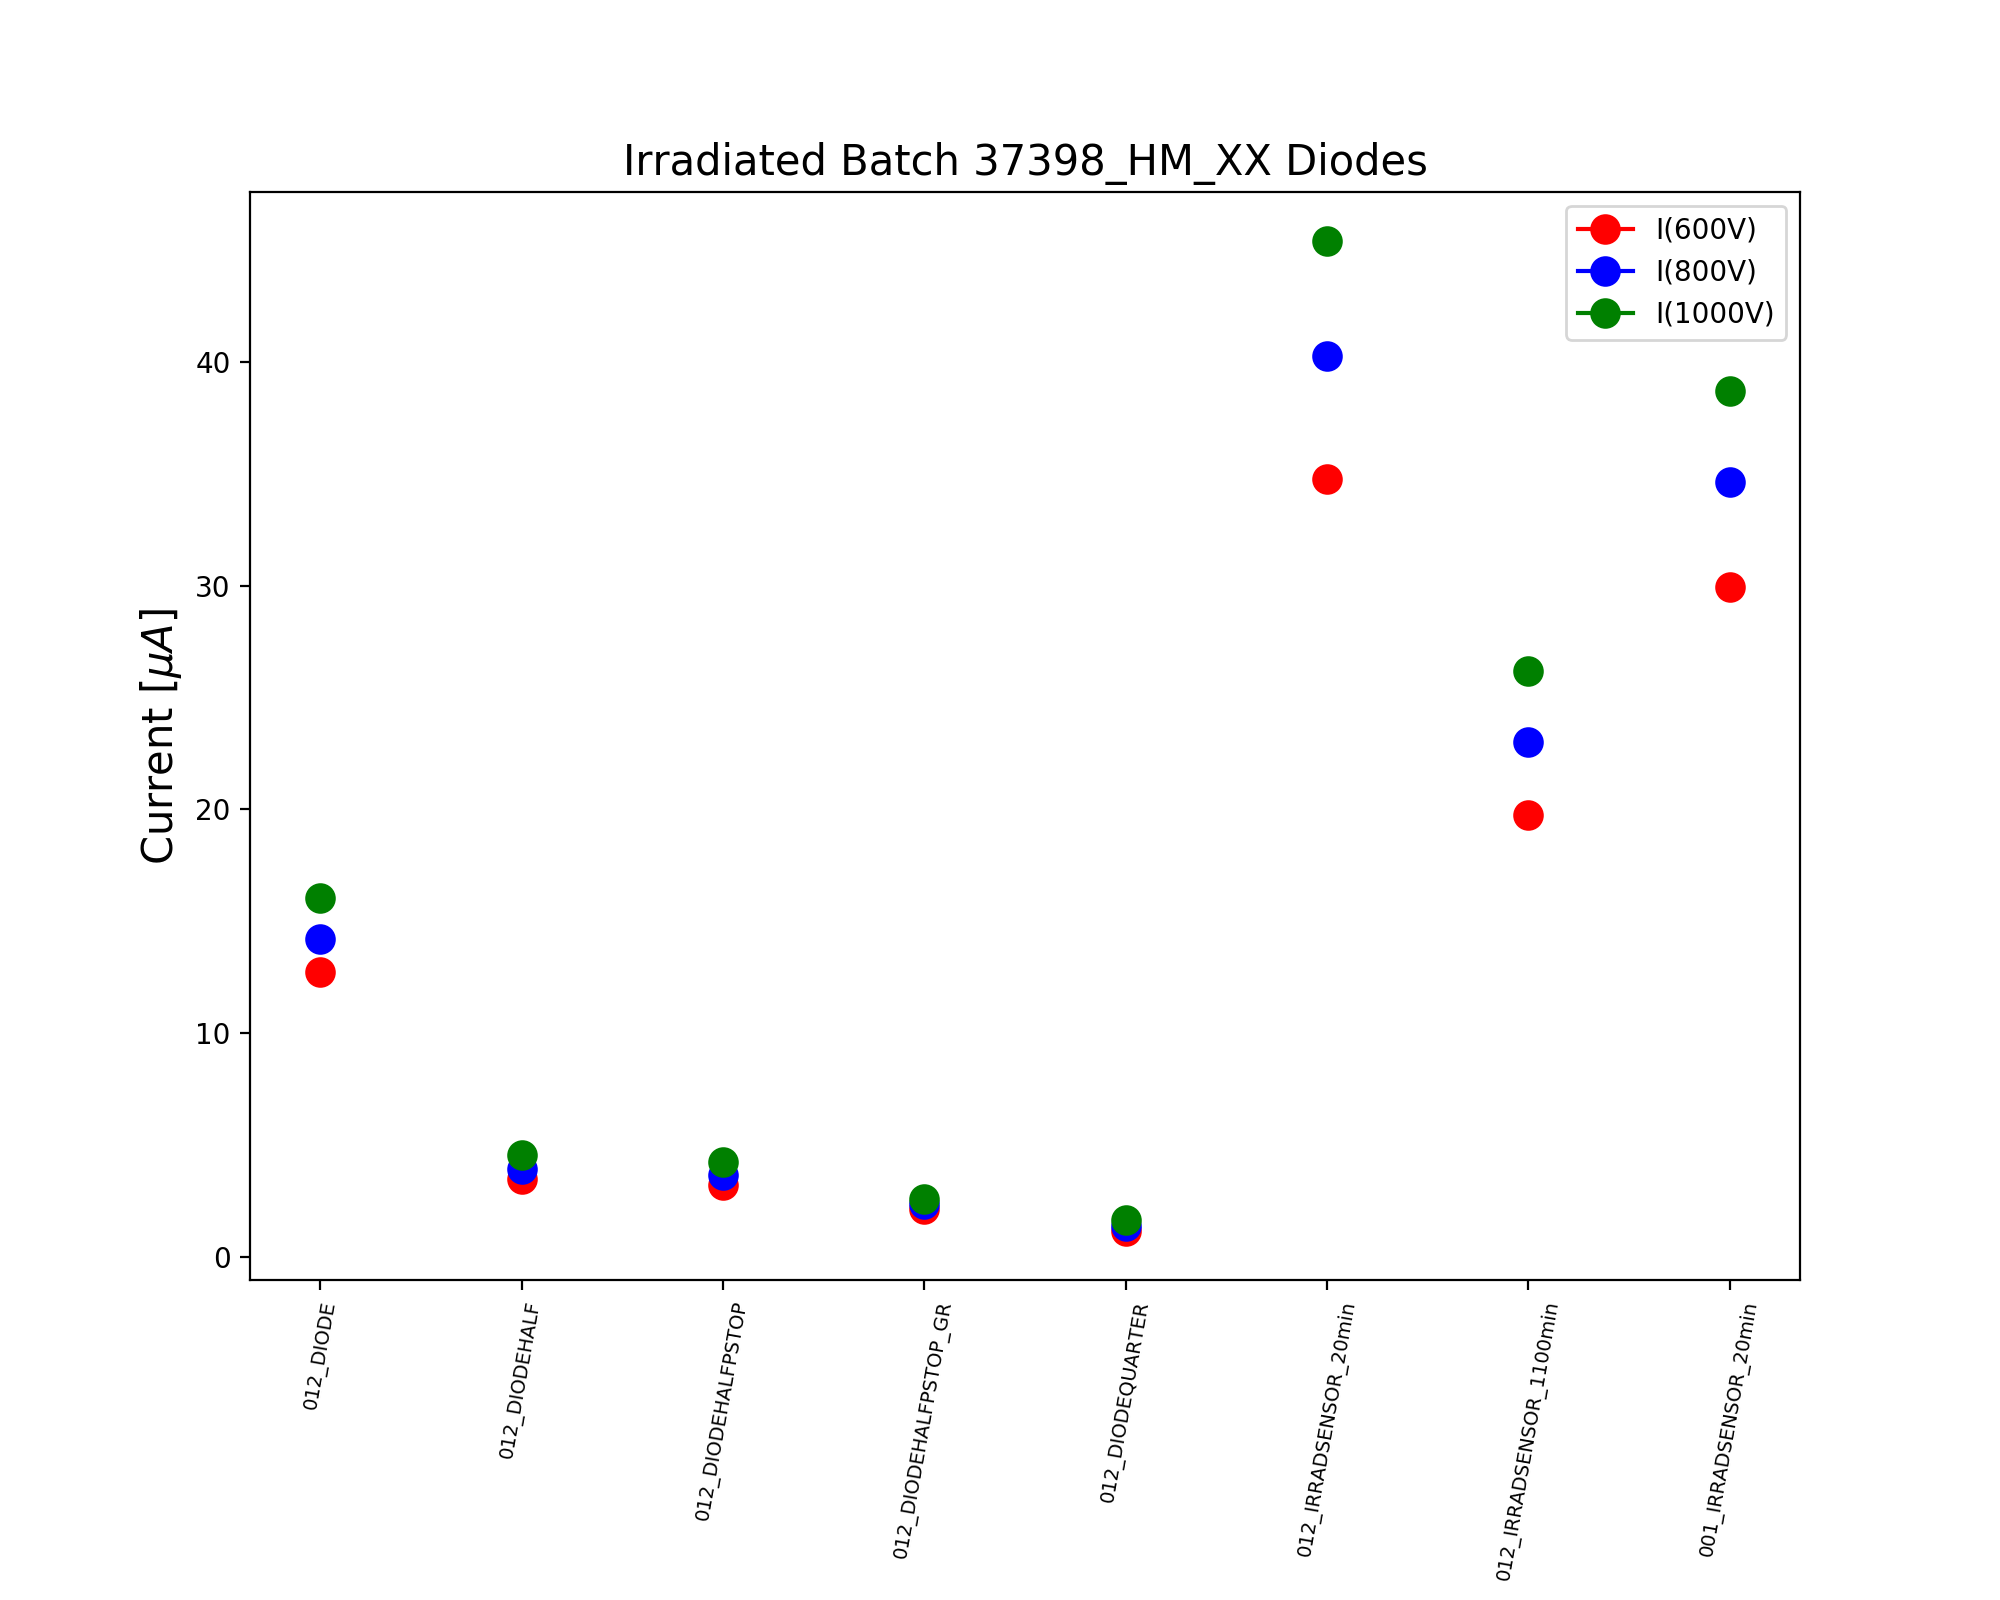 Irradiated Batch 37398_HM_XX Diodes
I(600V)
I(800V)
I(1000V)
Current [μA]
40
30
20
10
0
012_DIODE
012_DIODEHALF
012_DIODEHALFPSTOP
012_DIODEHALFPSTOP_GR
012_DIODEQUARTER
012_IRRADSENSOR_20min
012_IRRADSENSOR_1100min
001_IRRADSENSOR_20min